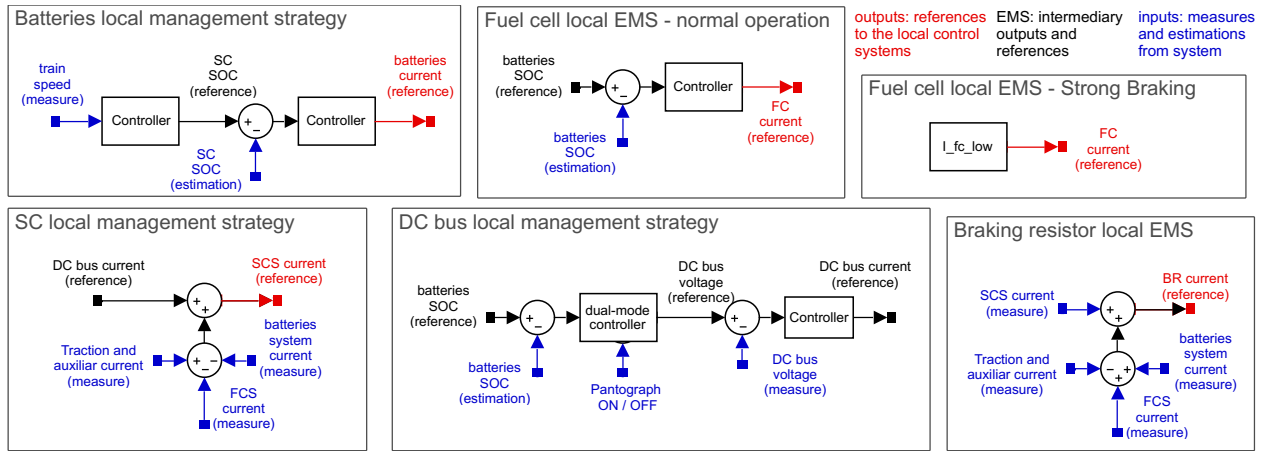 Batteries local management strategy
train
speed
(measure)
Controller
SC
SOC
(reference)
+
−
SC
SOC
(estimation)
Controller
batteries
current
(reference)
Fuel cell local EMS - normal operation
batteries
SOC
(reference)
+
−
batteries
SOC
(estimation)
Controller
FC
current
(reference)
outputs: references
to the local control
systems
EMS: intermediary
outputs and
references
inputs: measures
and estimations
from system
Fuel cell local EMS - Strong Braking
I_fc_low
FC
current
(reference)
SC local management strategy
DC bus current
(reference)
SCS current
(reference)
+
+
Traction and
auxiliar current
(measure)
+
−
−
batteries
system
current
(measure)
FCS
current
(measure)
DC bus local management strategy
batteries
SOC
(reference)
+
−
batteries
SOC
(estimation)
dual-mode
controller
Pantograph
ON / OFF
DC bus
voltage
(reference)
+
−
DC bus
voltage
(measure)
Controller
DC bus current
(reference)
Braking resistor local EMS
SCS current
(measure)
BR current
(reference)
+
+
Traction and
auxiliar current
(measure)
−
+
+
batteries
system
current
(measure)
FCS
current
(measure)